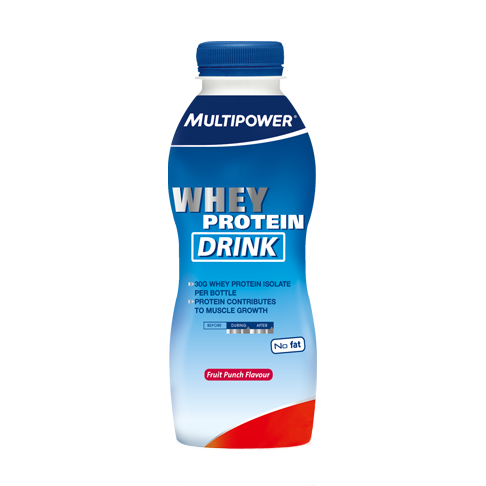 MULTIPOWER®
WHEY
PROTEIN
DRINK
30G WHEY PROTEIN ISOLATE
PER BOTTLE
PROTEIN CONTRIBUTES
TO MUSCLE GROWTH
BEFORE DURING AFTER
No fat
Fruit Punch Flavour